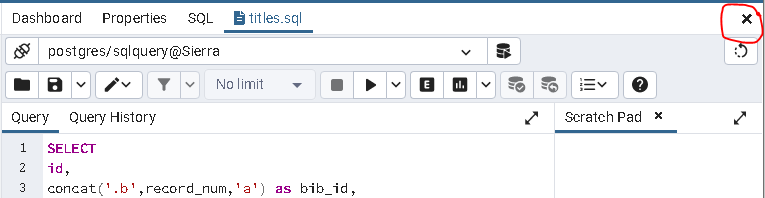 Dashboard Properties SQL titles.sql
postgres/sqlquery@Sierra
No limit
E
Query Query History Scratch Pad
1 SELECT
2 id,
3 concat('.b',record_num,'a') as bib_id,